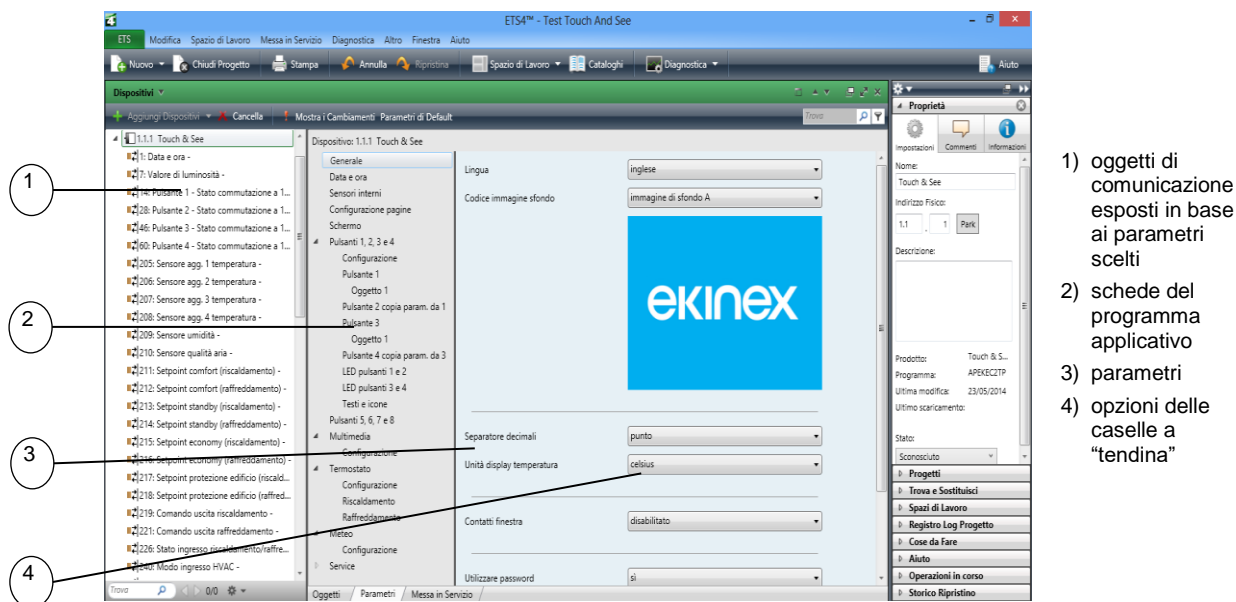 ETS4™ - Test Touch And See
ETS Modifica Spazio di Lavoro Messa in Servizio Diagnostica Altro Finestra Aiuto
Nuovo Chiudi Progetto Stampa Annulla Ripristina Spazio di Lavoro Cataloghi Diagnostica Aiuto
Dispositivi
Aggiungi Dispositivi Cancella Mostra i Cambiamenti Parametri di Default Trova
1.1.1 Touch & See
1: Data e ora -
7: Valore di luminosità -
14: Pulsante 1 - Stato commutazione a 1...
28: Pulsante 2 - Stato commutazione a 1...
46: Pulsante 3 - Stato commutazione a 1...
60: Pulsante 4 - Stato commutazione a 1...
205: Sensore agg. 1 temperatura -
206: Sensore agg. 2 temperatura -
207: Sensore agg. 3 temperatura -
208: Sensore agg. 4 temperatura -
209: Sensore umidità -
210: Sensore qualità aria -
211: Setpoint comfort (riscaldamento) -
212: Setpoint comfort (raffreddamento) -
213: Setpoint standby (riscaldamento) -
214: Setpoint standby (raffreddamento) -
215: Setpoint economy (riscaldamento) -
216: Setpoint economy (raffreddamento) -
217: Setpoint protezione edificio (riscald...
218: Setpoint protezione edificio (raffred...
219: Comando uscita riscaldamento -
221: Comando uscita raffreddamento -
226: Stato ingresso riscaldamento/raffre...
240: Modo ingresso HVAC -
Trova 0/0
Dispositivo: 1.1.1 Touch & See
Generale
Data e ora
Sensori interni
Configurazione pagine
Schermo
Pulsanti 1, 2, 3 e 4
Configurazione
Pulsante 1
Oggetto 1
Pulsante 2 copia param. da 1
Pulsante 3
Oggetto 1
Pulsante 4 copia param. da 3
LED pulsanti 1 e 2
LED pulsanti 3 e 4
Testi e icone
Pulsanti 5, 6, 7 e 8
Multimedia
Configurazione
Termostato
Configurazione
Riscaldamento
Raffreddamento
Meteo
Configurazione
Service
Oggetti Parametri Messa in Servizio
Lingua inglese
Codice immagine sfondo immagine di sfondo A
ekinex
Separatore decimali punto
Unità display temperatura celsius
Contatti finestra disabilitato
Utilizzare password sì
Proprietà
Impostazioni Commenti Informazioni
Nome:
Touch & See
Indirizzo Fisico:
1.1 . 1 Park
Descrizione:
Prodotto: Touch & S...
Programma: APEKEC2TP
Ultima modifica: 23/05/2014
Ultimo scaricamento:
Stato:
Sconosciuto
Progetti
Trova e Sostituisci
Spazi di Lavoro
Registro Log Progetto
Cose da Fare
Aiuto
Operazioni in corso
Storico Ripristino
1
2
3
4
1) oggetti di
comunicazione
esposti in base
ai parametri
scelti
2) schede del
programma
applicativo
3) parametri
4) opzioni delle
caselle a
“tendina”